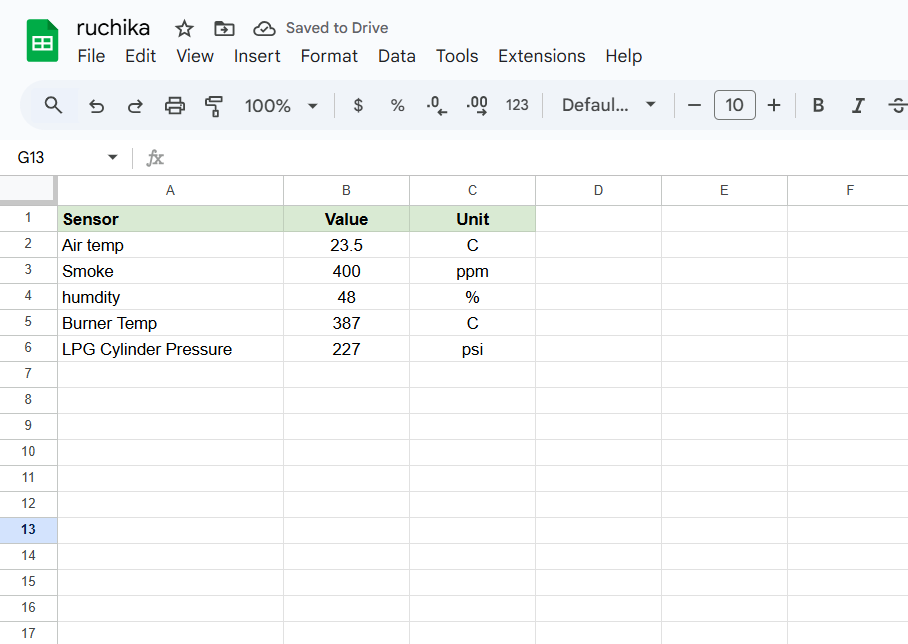 ruchika Saved to Drive
File Edit View Insert Format Data Tools Extensions Help
100% $ % .0 .00 123 Defaul... 10 B I S
G13 fx
A B C D E F
1 Sensor Value Unit
2 Air temp 23.5 C
3 Smoke 400 ppm
4 humdity 48 %
5 Burner Temp 387 C
6 LPG Cylinder Pressure 227 psi
7
8
9
10
11
12
13
14
15
16
17